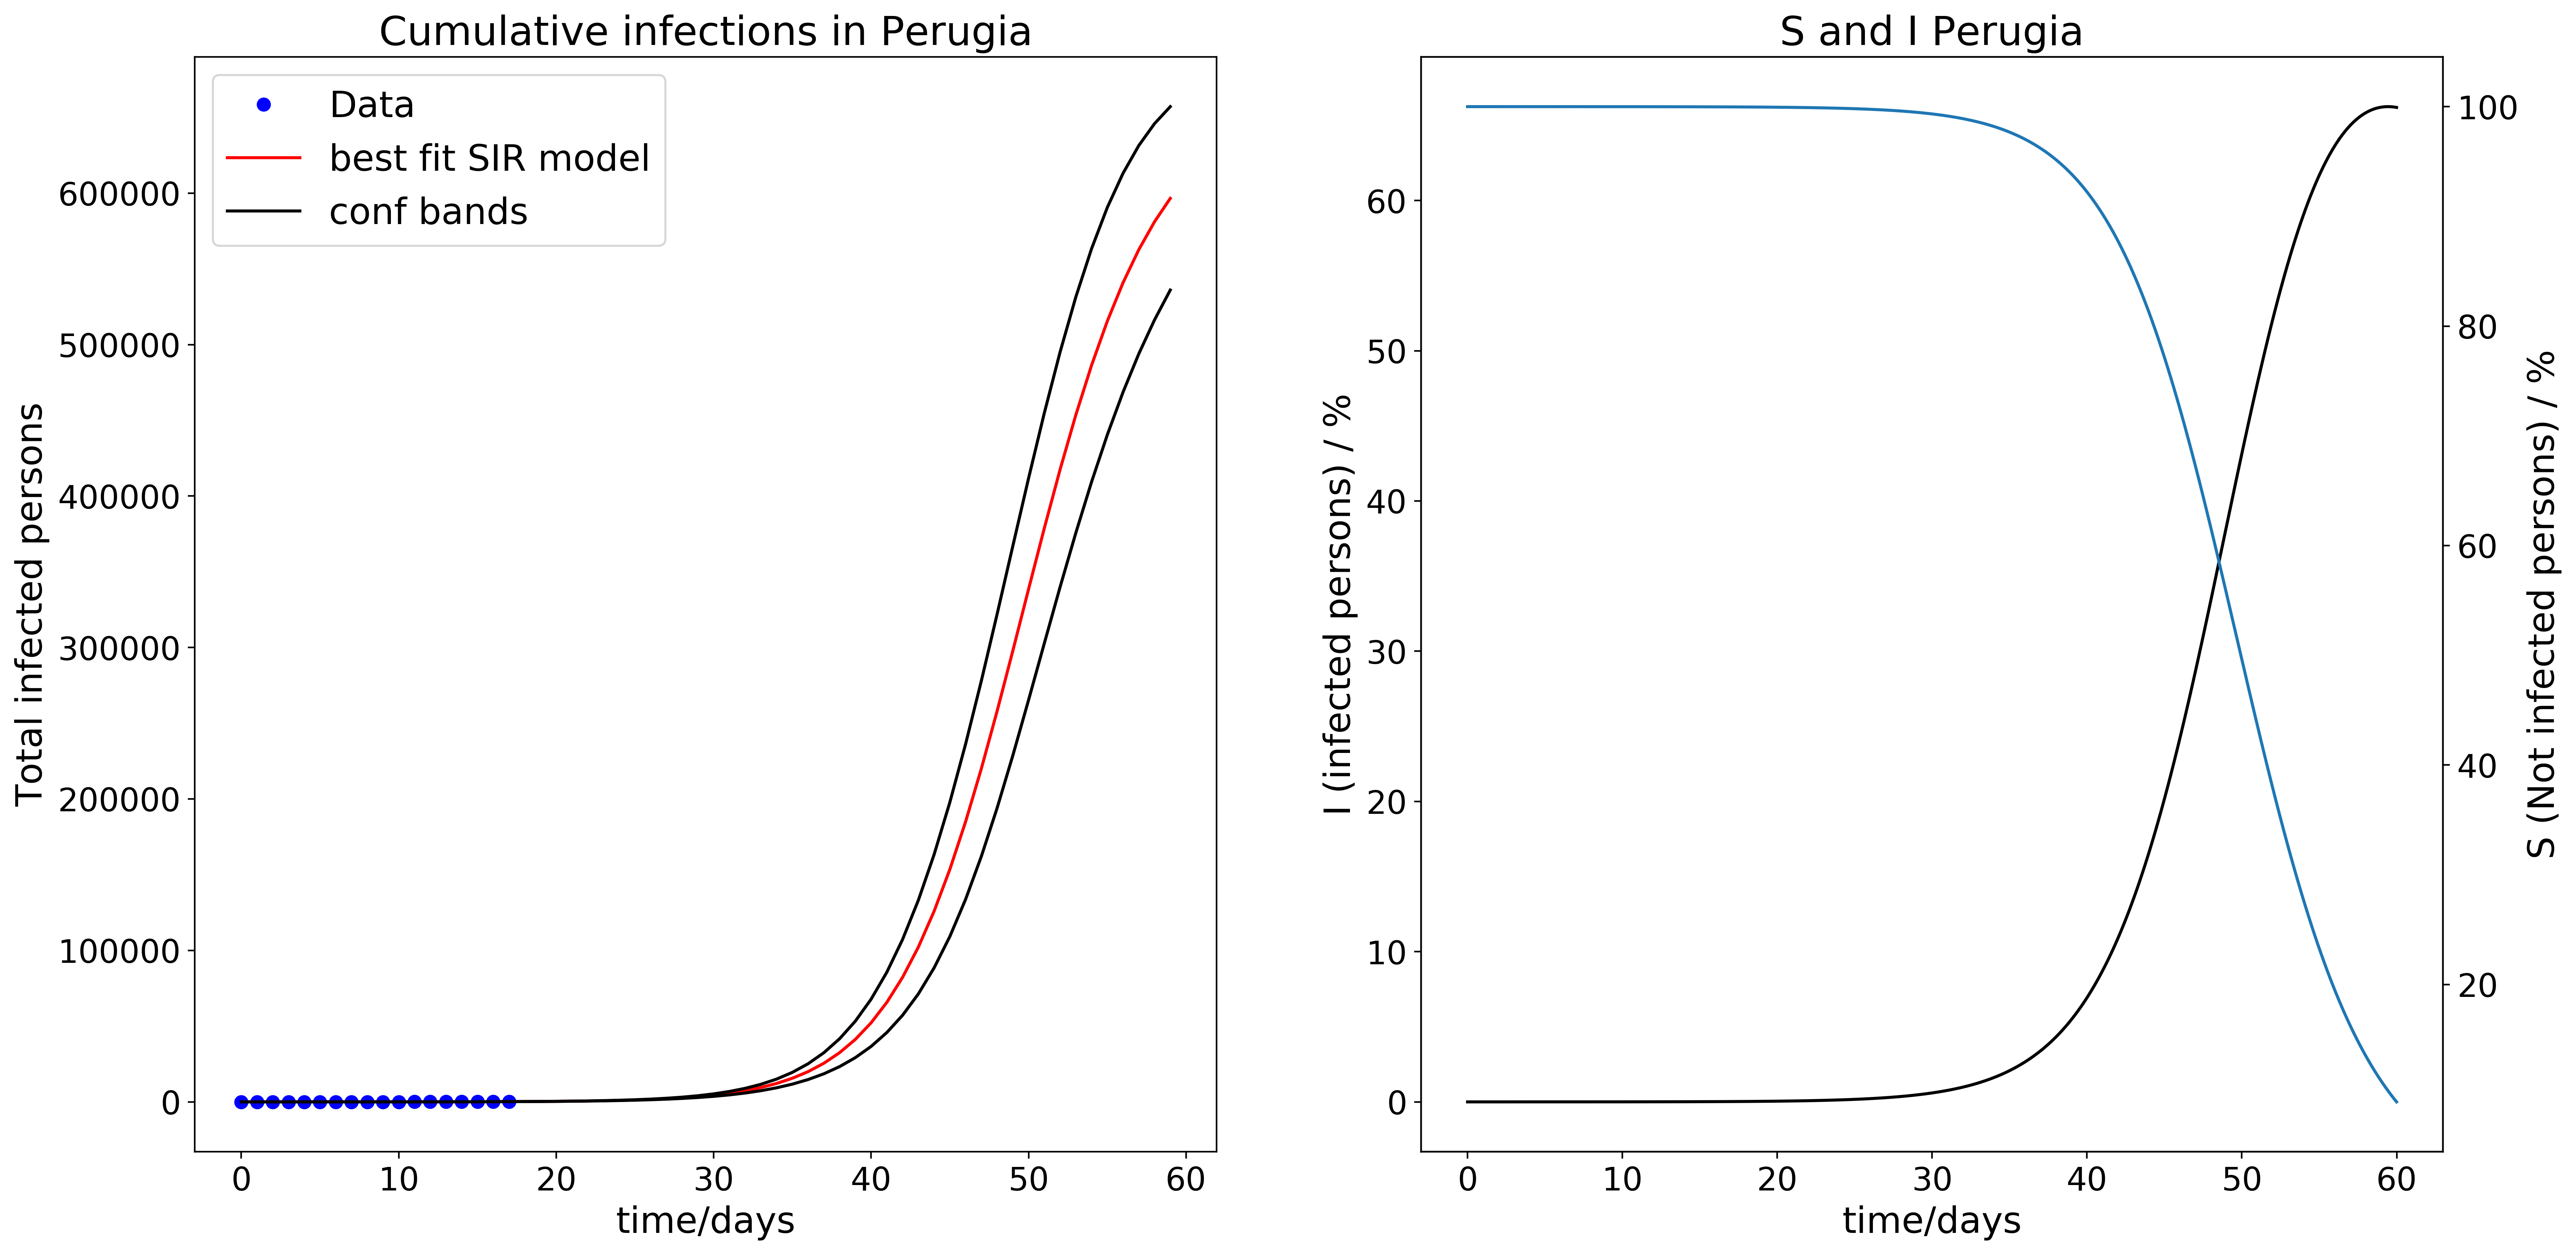 Cumulative infections in Perugia
Data
best fit SIR model
conf bands
Total infected persons
600000
500000
400000
300000
200000
100000
0
0 10 20 30 40 50 60
time/days
S and I Perugia
I (infected persons) / %
60
50
40
30
20
10
0
100
80
60
40
20
S (Not infected persons) / %
0 10 20 30 40 50 60
time/days